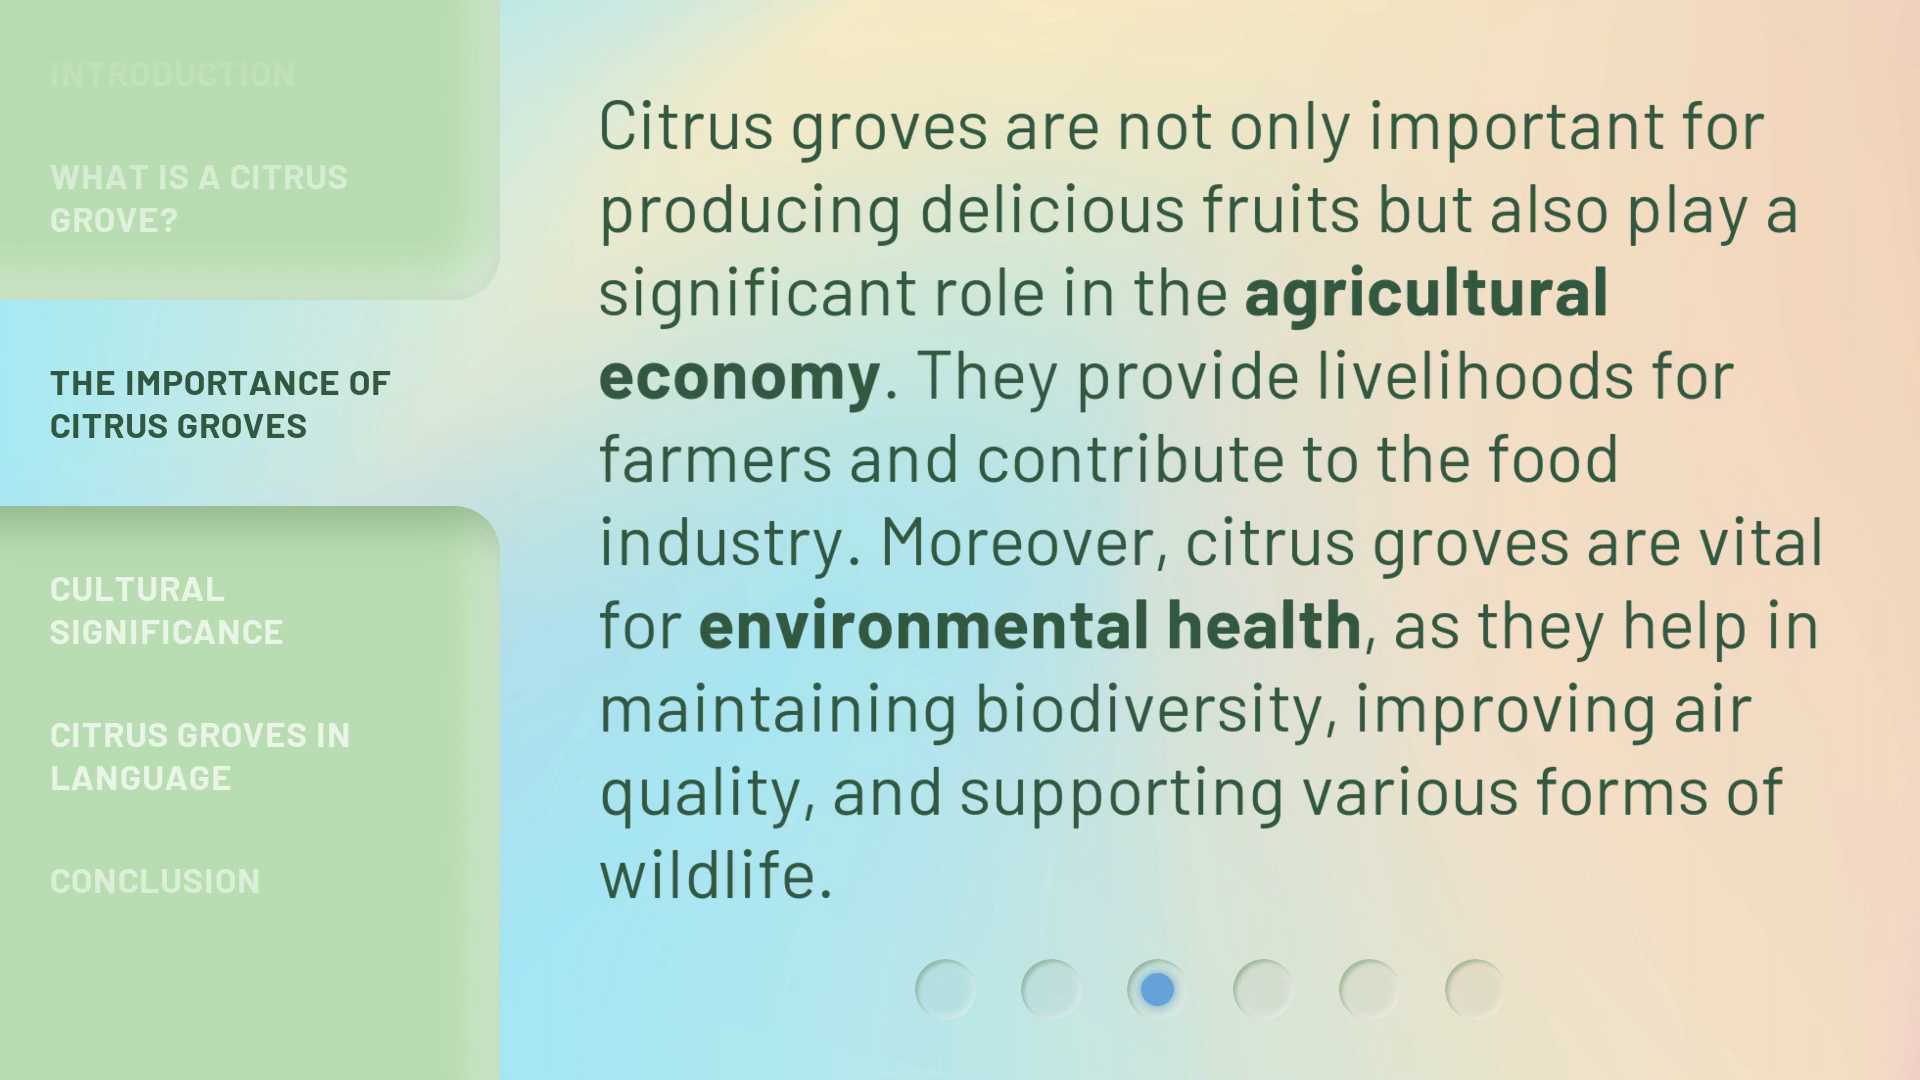 INTRODUCTION
WHAT IS A CITRUS
GROVE?
THE IMPORTANCE OF
CITRUS GROVES
CULTURAL
SIGNIFICANCE
CITRUS GROVES IN
LANGUAGE
CONCLUSION
Citrus groves are not only important for
producing delicious fruits but also play a
significant role in the agricultural
economy. They provide livelihoods for
farmers and contribute to the food
industry. Moreover, citrus groves are vital
for environmental health, as they help in
maintaining biodiversity, improving air
quality, and supporting various forms of
wildlife.